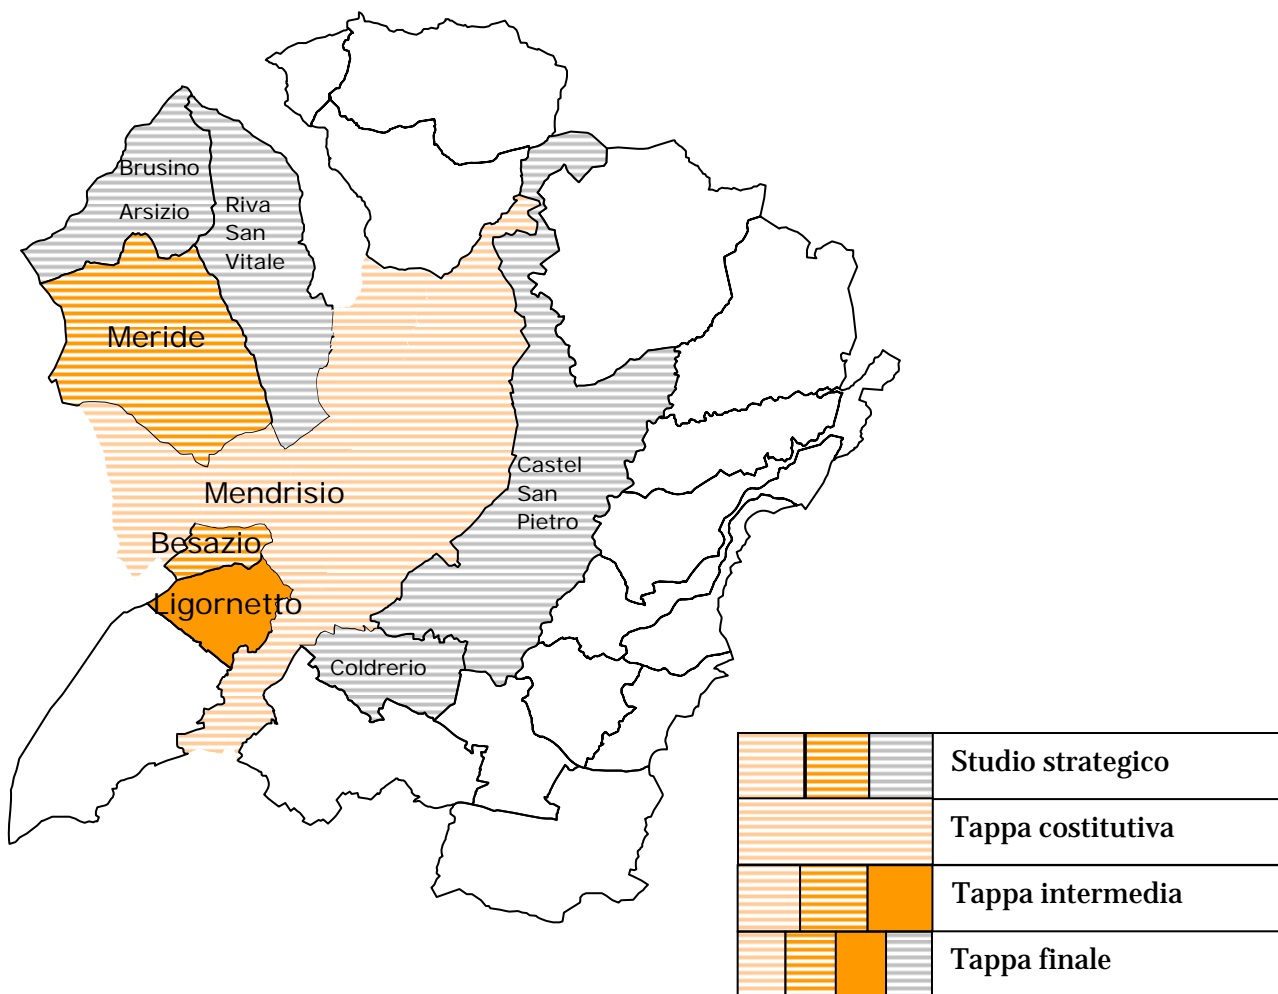 Brusino
Arsizio
Riva
San
Vitale
Meride
Castel
San
Pietro
Mendrisio
Besazio
Ligornetto
Coldrerio
Studio strategico
Tappa costitutiva
Tappa intermedia
Tappa finale